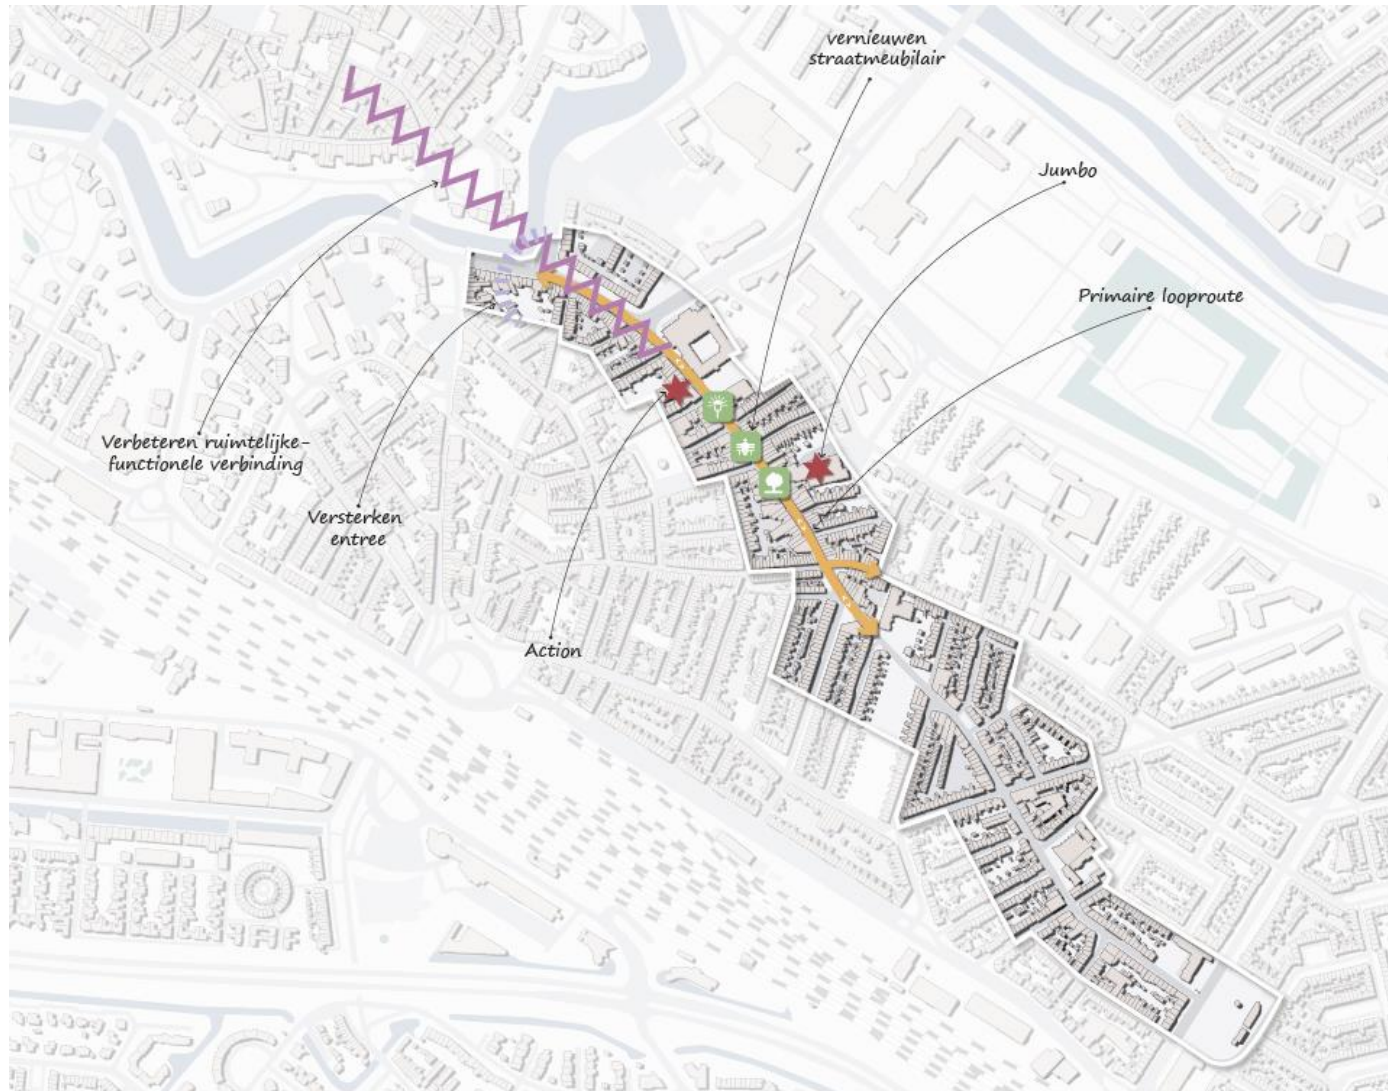 vernieuwen
straatmeubilair
Jumbo
Primaire looproute
Verbeteren ruimtelijke-
functionele verbinding
Versterken
entree
Action